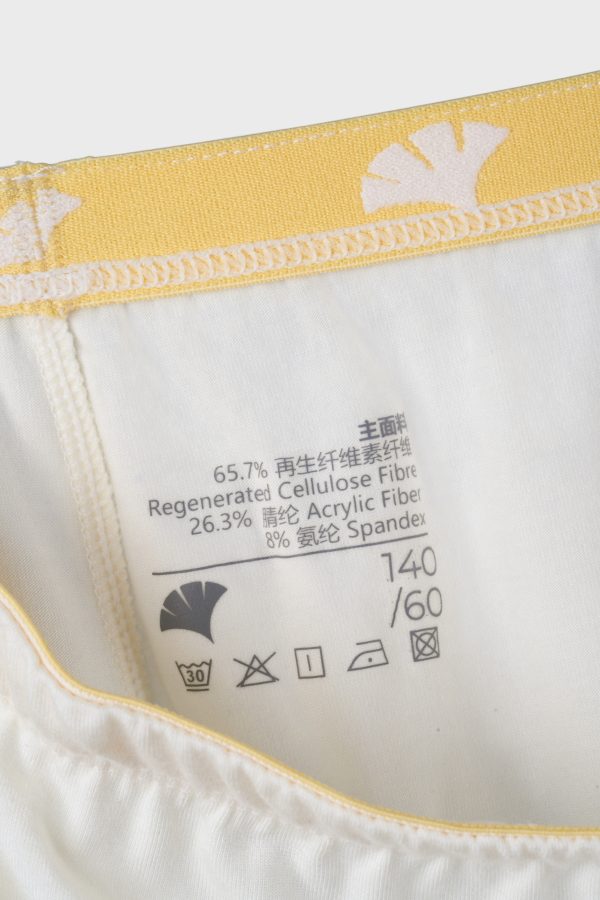 主面料
65.7% 再生纤维素纤维
Regenerated Cellulose Fibre
26.3% 腈纶 Acrylic Fiber
8% 氨纶 Spandex
140
/60
30